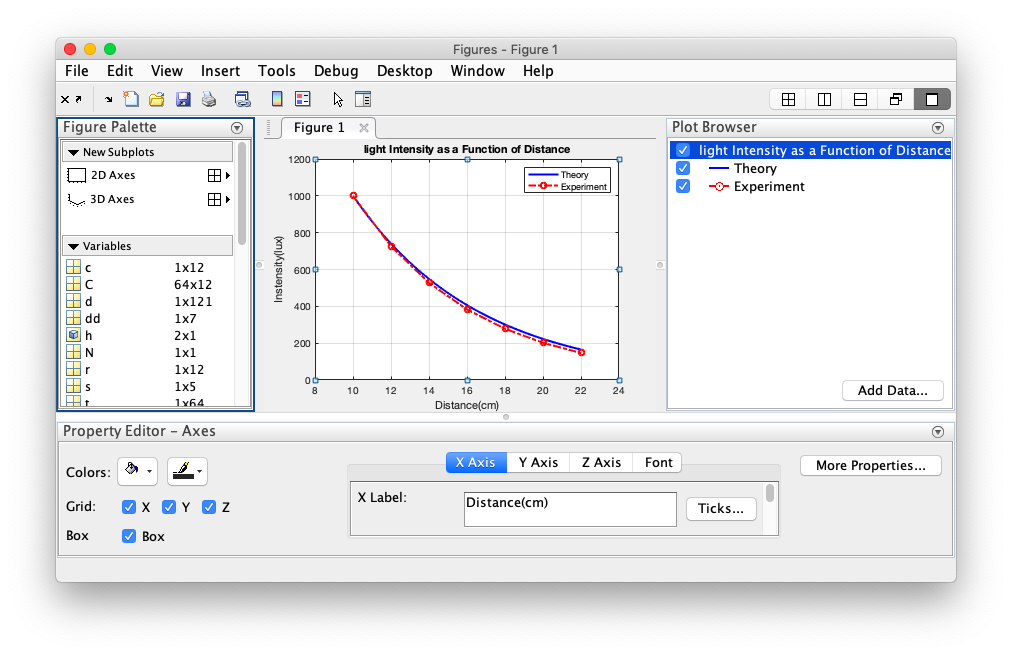 Figures - Figure 1
File Edit View Insert Tools Debug Desktop Window Help
Figure Palette
New Subplots
2D Axes
3D Axes
Variables
c 1x12
C 64x12
d 1x121
dd 1x7
h 2x1
N 1x1
r 1x12
s 1x5
t 1x64
Figure 1
light Intensity as a Function of Distance
Theory
Experiment
1200
1000
800
600
400
200
0
Instensity(lux)
8 10 12 14 16 18 20 22 24
Distance(cm)
Plot Browser
light Intensity as a Function of Distance
Theory
Experiment
Add Data...
Property Editor - Axes
Colors:
Grid: X Y Z
Box Box
X Axis Y Axis Z Axis Font
X Label: Distance(cm) Ticks...
More Properties...